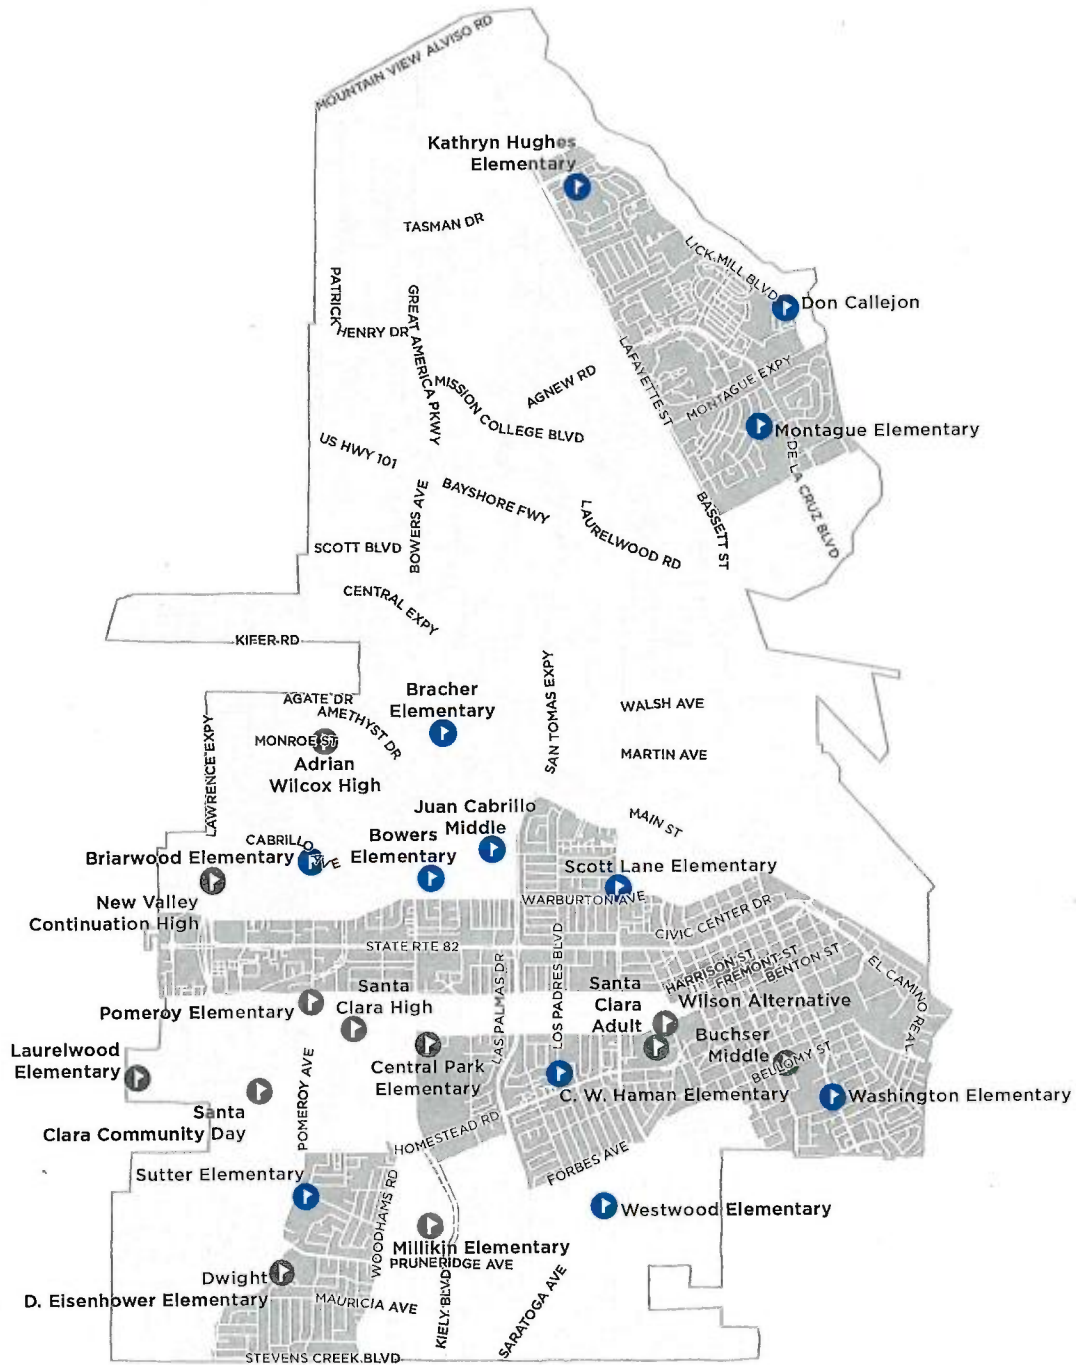 MOUNTAIN VIEW ALVISO RD
Kathryn Hughes
Elementary
TASMAN DR
LICK MILL BLVD
PATRICK
HENRY DR
GREAT AMERICA PKWY
Don Callejon
LAFAYETTE ST
MONTAGUE EXPY
AGNEW RD
MISSION COLLEGE BLVD
Montague Elementary
US HWY 101
DE LA CRUZ BLVD
BAYSHORE FWY
BOWERS AVE
LAURELWOOD RD
BASSETT ST
SCOTT BLVD
CENTRAL EXPY
KIFER RD
Bracher
Elementary
SAN TOMAS EXPY
AGATE DR
AMETHYST DR
WALSH AVE
LAWRENCE EXPY
MONROE ST
MARTIN AVE
Adrian
Wilcox High
Juan Cabrillo
Middle
MAIN ST
CABRILLO AVE
Bowers
Elementary
Briarwood Elementary
Scott Lane Elementary
New Valley
Continuation High
WARBURTON AVE
CIVIC CENTER DR
STATE RTE 82
LOS PADRES BLVD
LAS PALMAS DR
HARRISON ST
FREMONT ST
BENTON ST
EL CAMINO REAL
Santa
Clara High
Santa
Clara
Adult
Wilson Alternative
Pomeroy Elementary
Buchser
Middle
BELLOMY ST
Laurelwood
Elementary
POMEROY AVE
Central Park
Elementary
C. W. Haman Elementary
Washington Elementary
Santa
Clara Community Day
HOMESTEAD RD
FORBES AVE
Sutter Elementary
WOODHAMS RD
Westwood Elementary
Millikin Elementary
PRUNERIDGE AVE
Dwight
D. Eisenhower Elementary
MAURICIA AVE
KIELY BLVD
SARATOGA AVE
STEVENS CREEK BLVD